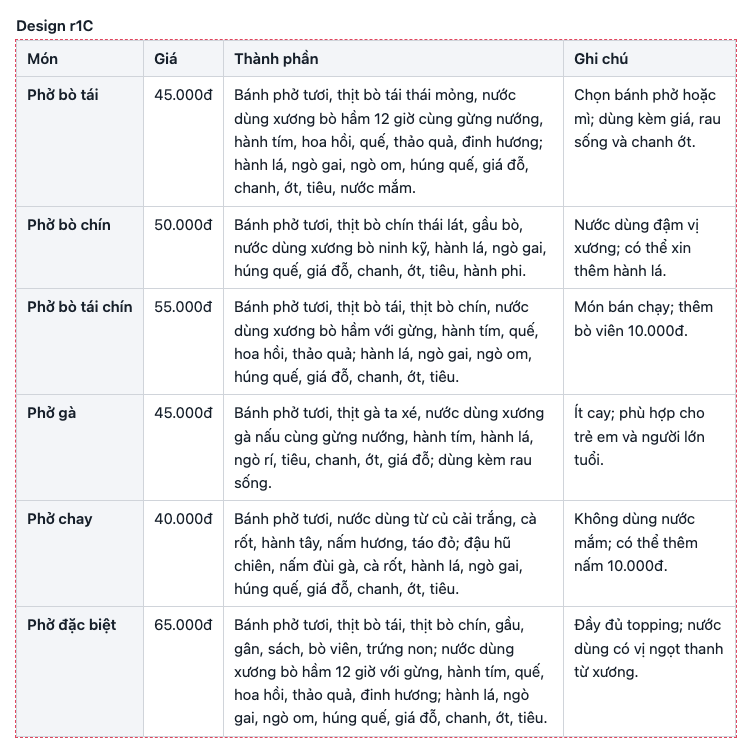 Design r1C
Món Giá Thành phần Ghi chú
Phở bò tái 45.000đ Bánh phở tươi, thịt bò tái thái mỏng, nước Chọn bánh phở hoặc
dùng xương bò hầm 12 giờ cùng gừng nướng, mì; dùng kèm giá, rau
hành tím, hoa hồi, quế, thảo quả, đinh hương; sống và chanh ớt.
hành lá, ngò gai, ngò om, húng quế, giá đỗ,
chanh, ớt, tiêu, nước mắm.
Phở bò chín 50.000đ Bánh phở tươi, thịt bò chín thái lát, gầu bò, Nước dùng đậm vị
nước dùng xương bò ninh kỹ, hành lá, ngò gai, xương; có thể xin
húng quế, giá đỗ, chanh, ớt, tiêu, hành phi. thêm hành lá.
Phở bò tái chín 55.000đ Bánh phở tươi, thịt bò tái, thịt bò chín, nước Món bán chạy; thêm
dùng xương bò hầm với gừng, hành tím, quế, bò viên 10.000đ.
hoa hồi, thảo quả; hành lá, ngò gai, ngò om,
húng quế, giá đỗ, chanh, ớt, tiêu.
Phở gà 45.000đ Bánh phở tươi, thịt gà ta xé, nước dùng xương Ít cay; phù hợp cho
gà nấu cùng gừng nướng, hành tím, hành lá, trẻ em và người lớn
ngò rí, tiêu, chanh, ớt, giá đỗ; dùng kèm rau tuổi.
sống.
Phở chay 40.000đ Bánh phở tươi, nước dùng từ củ cải trắng, cà Không dùng nước
rốt, hành tây, nấm hương, táo đỏ; đậu hũ mắm; có thể thêm
chiên, nấm đùi gà, cà rốt, hành lá, ngò gai, nấm 10.000đ.
húng quế, giá đỗ, chanh, ớt, tiêu.
Phở đặc biệt 65.000đ Bánh phở tươi, thịt bò tái, thịt bò chín, gầu, Đầy đủ topping; nước
gân, sách, bò viên, trứng non; nước dùng dùng có vị ngọt thanh
xương bò hầm 12 giờ với gừng, hành tím, quế, từ xương.
hoa hồi, thảo quả, đinh hương; hành lá, ngò
gai, ngò om, húng quế, giá đỗ, chanh, ớt, tiêu.